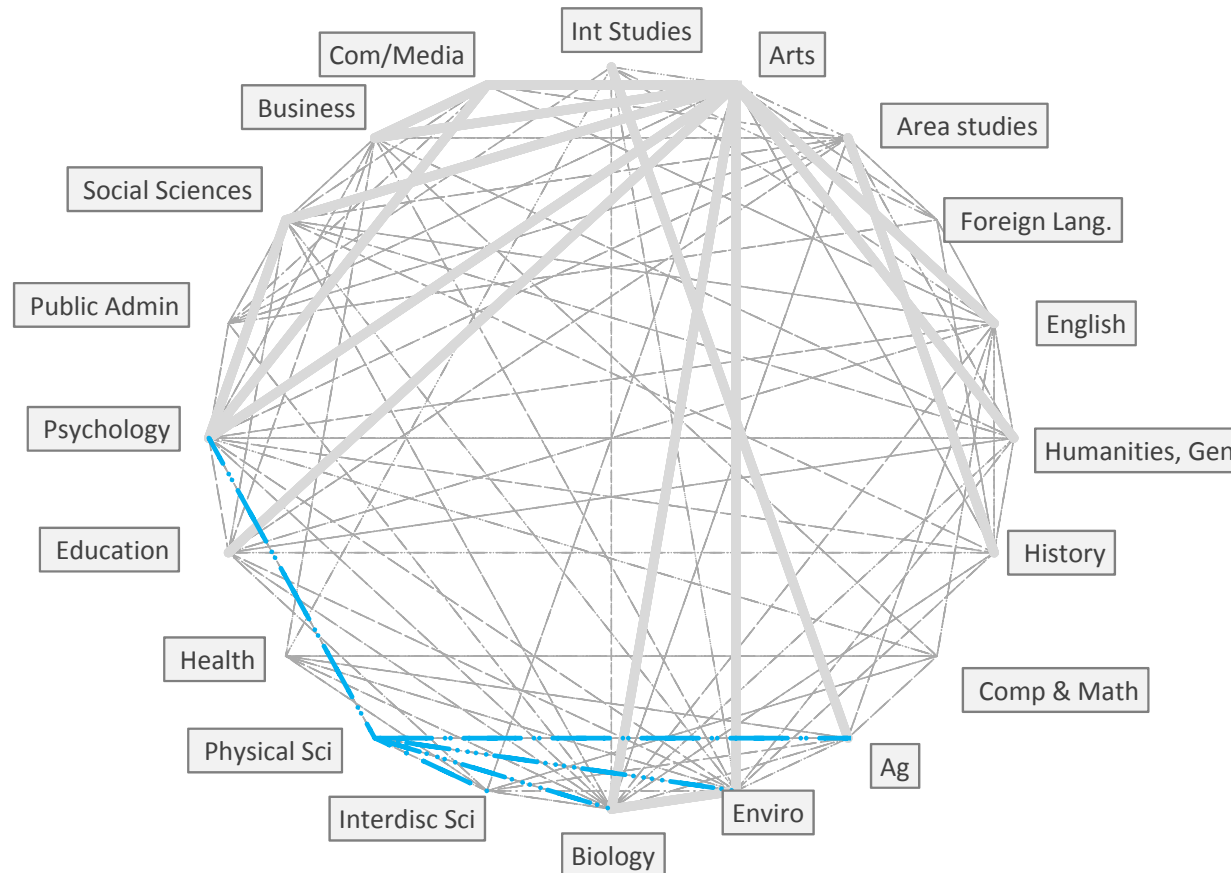 Int Studies
Arts
Com/Media
Business
Area studies
Social Sciences
Foreign Lang.
Public Admin
English
Psychology
Humanities, Gen
Education
History
Health
Comp & Math
Physical Sci
Ag
Interdisc Sci
Enviro
Biology